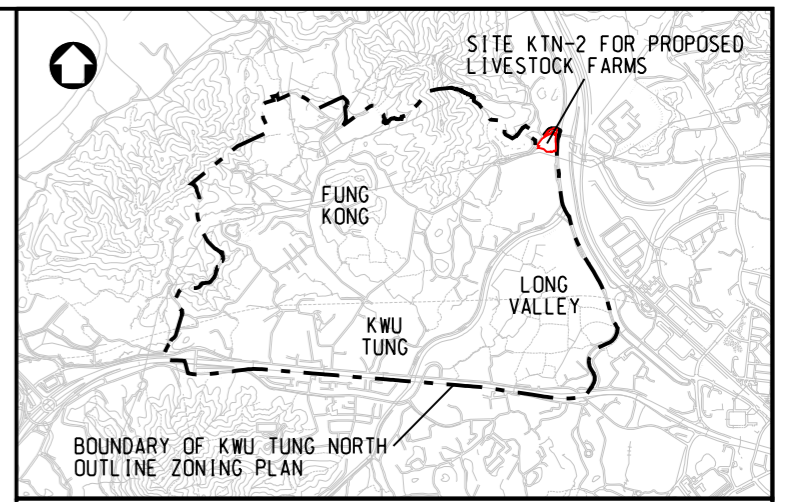 SITE KTN-2 FOR PROPOSED
LIVESTOCK FARMS
FUNG
KONG
LONG
VALLEY
KWU
TUNG
BOUNDARY OF KWU TUNG NORTH
OUTLINE ZONING PLAN